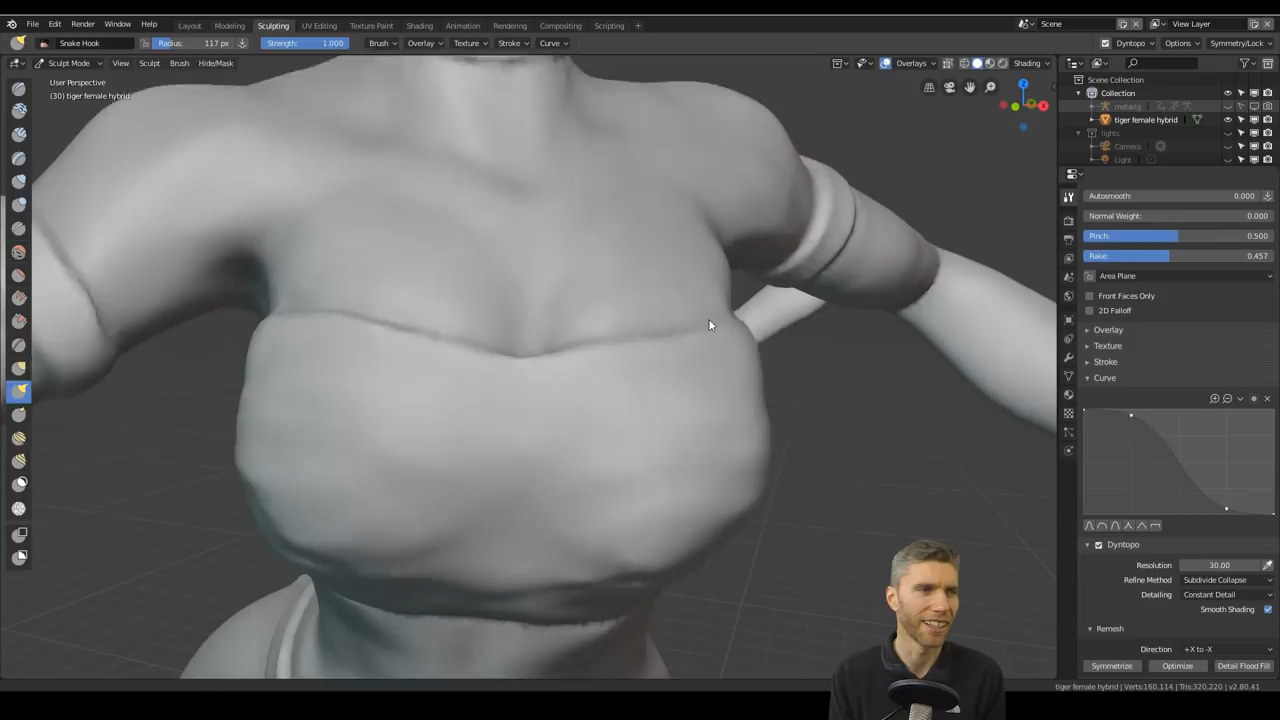 File Edit Render Window Help Layout Modeling Sculpting UV Editing Texture Paint Shading Animation Rendering Compositing Scripting Scene View Layer
Snake Hook Radius: 117 px Strength: 1.000 Brush Overlay Texture Stroke Curve Dyntopo Options Symmetry/Lock
Sculpt Mode View Sculpt Brush Hide/Mask Overlays Shading
User Perspective
(30) tiger female hybrid
Scene Collection
Collection
metarig
tiger female hybrid
lights
Camera
Light
Autosmooth: 0.000
Normal Weight: 0.000
Pinch: 0.500
Rake: 0.457
Area Plane
Front Faces Only
2D Falloff
Overlay
Texture
Stroke
Curve
Dyntopo
Resolution 30.00
Refine Method Subdivide Collapse
Detailing Constant Detail
Smooth Shading
Remesh
Direction +X to -X
Symmetrize Optimize Detail Flood Fill
tiger female hybrid | Verts:160,114 | Tris:320,220 | v2.80.41